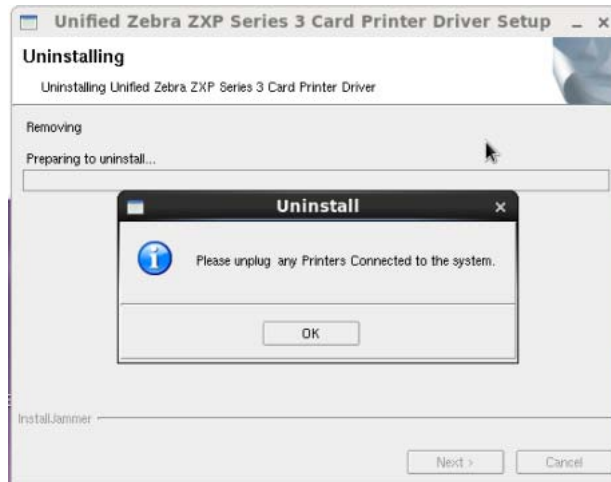 Unified Zebra ZXP Series 3 Card Printer Driver Setup
Uninstalling
Uninstalling Unified Zebra ZXP Series 3 Card Printer Driver
Removing
Preparing to uninstall...
Uninstall
Please unplug any Printers Connected to the system.
OK
InstallJammer
Next >
Cancel